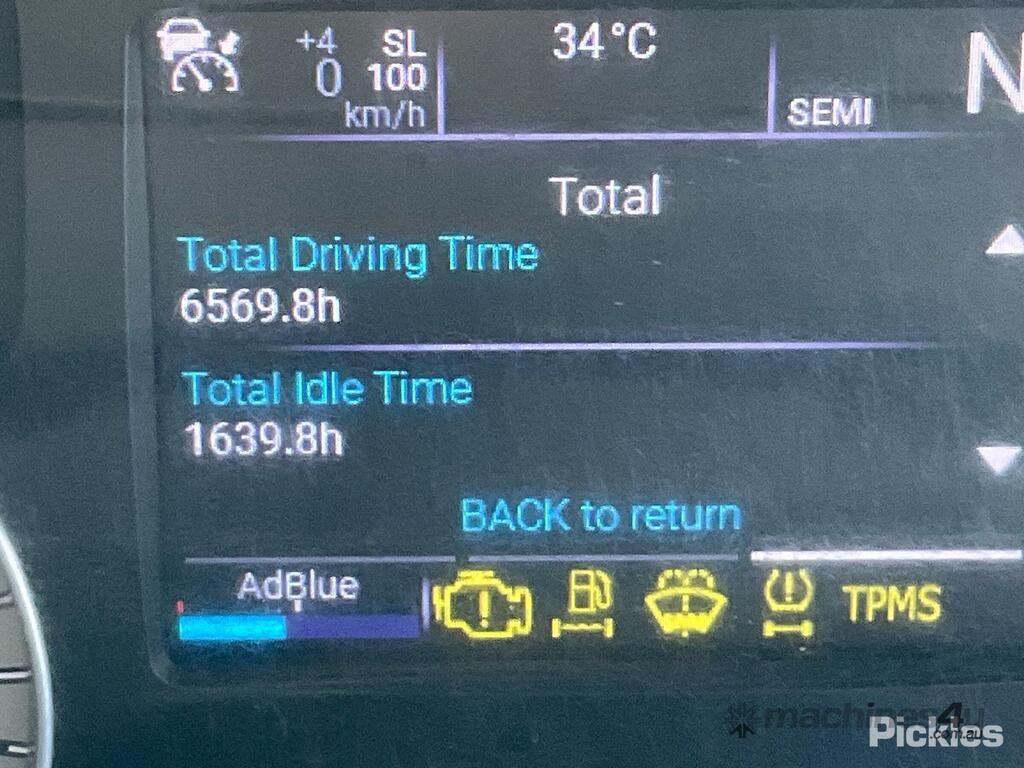 +4 SL
0 100
km/h
34°C
SEMI
N
Total
Total Driving Time
6569.8h
Total Idle Time
1639.8h
BACK to return
AdBlue
TPMS
machines4u
.com.au
Pickles